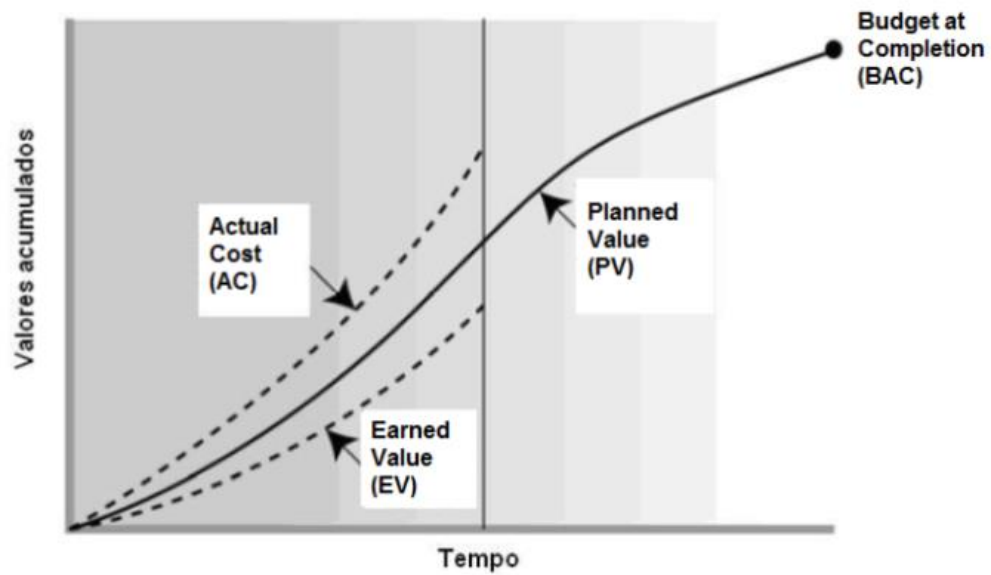 Budget at
Completion
(BAC)
Valores acumulados
Actual
Cost
(AC)
Planned
Value
(PV)
Earned
Value
(EV)
Tempo